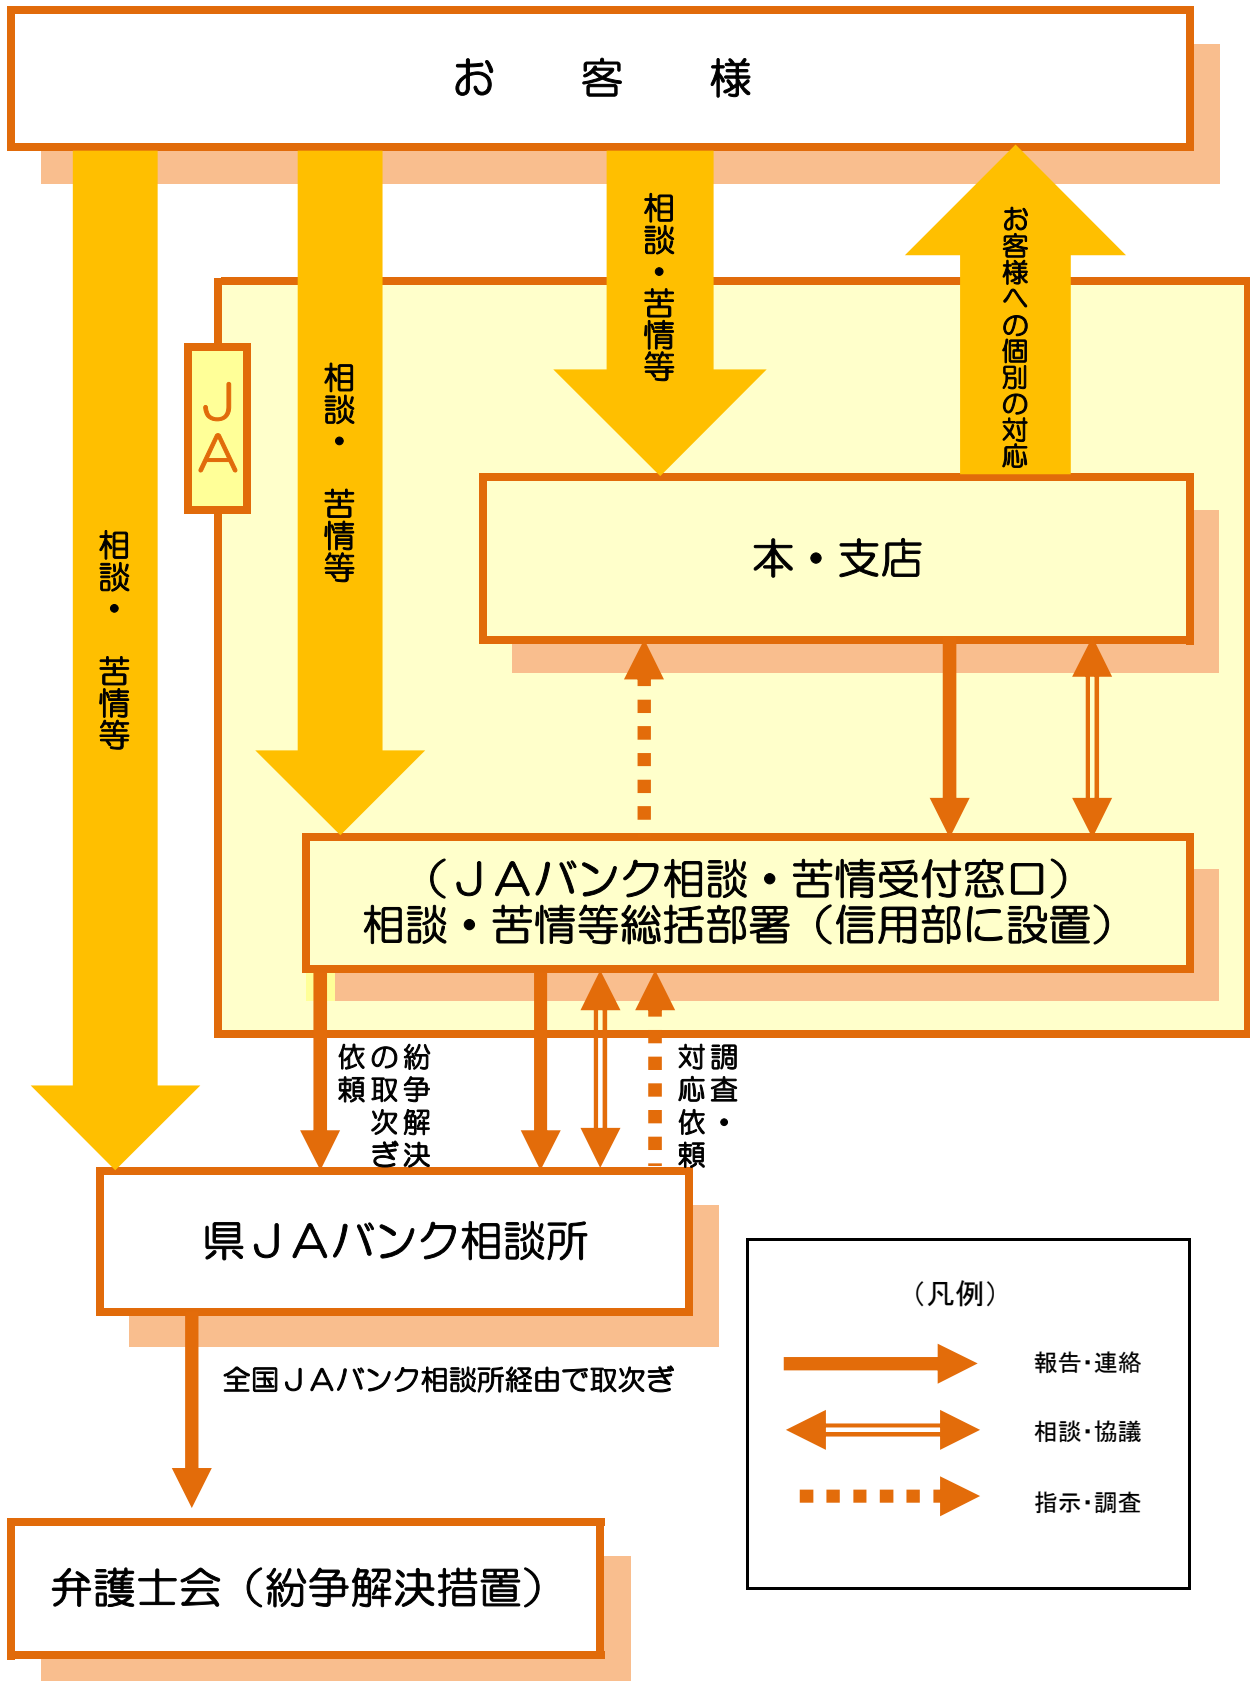 お客様
相談・苦情等
お客様への個別の対応
相談・苦情等
相談・苦情等
ＪＡ
本・支店
（ＪＡバンク相談・苦情受付窓口）
相談・苦情等総括部署（信用部に設置）
紛争解決
の取次ぎ
依頼
調査・
対応依頼
県ＪＡバンク相談所
全国ＪＡバンク相談所経由で取次ぎ
（凡例）
報告・連絡
相談・協議
指示・調査
弁護士会（紛争解決措置）